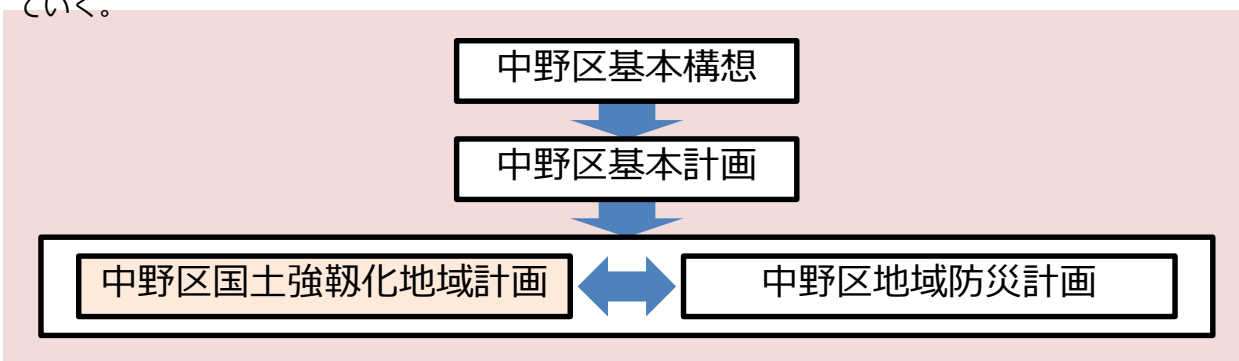 ていく。
中野区基本構想
中野区基本計画
中野区国土強靱化地域計画
中野区地域防災計画